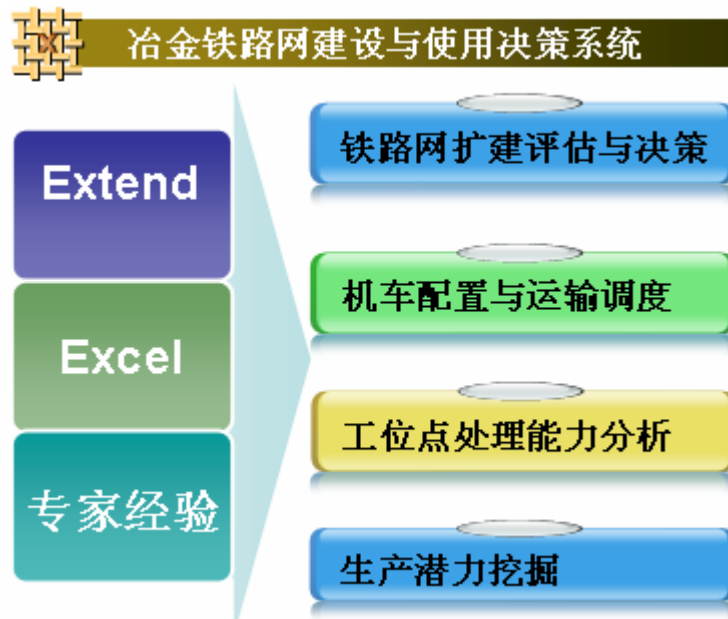 冶金铁路网建设与使用决策系统
Extend
Excel
专家经验
铁路网扩建评估与决策
机车配置与运输调度
工位点处理能力分析
生产潜力挖掘